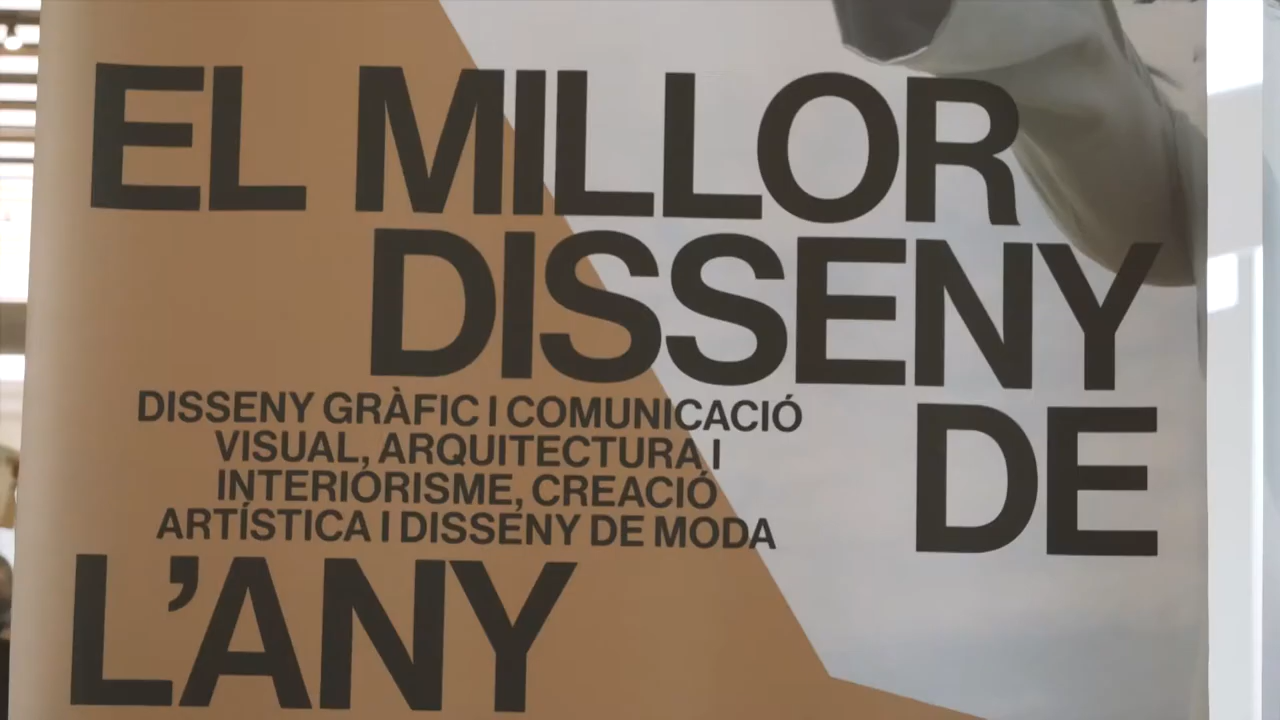 EL MILLOR
DISSENY
DISSENY GRÀFIC I COMUNICACIÓ
VISUAL, ARQUITECTURA I
INTERIORISME, CREACIÓ
ARTÍSTICA I DISSENY DE MODA
DE
L'ANY